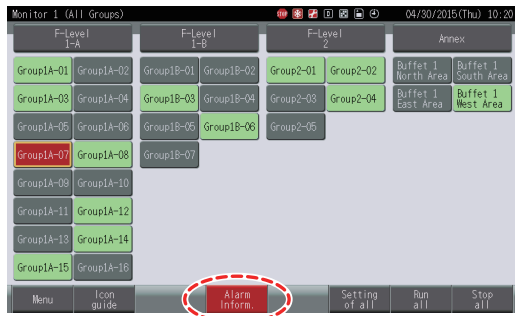 Monitor 1 (All Groups)
04/30/2015(Thu) 10:20
F-Level
1-A
F-Level
1-B
F-Level
2
Annex
Group1A-01 Group1A-02 Group1B-01 Group1B-02 Group2-01 Group2-02
Buffet 1 Buffet 1
North Area South Area
Group1A-03 Group1A-04 Group1B-03 Group1B-04 Group2-03 Group2-04
Buffet 1 Buffet 1
East Area West Area
Group1A-05 Group1A-06 Group1B-05 Group1B-06 Group2-05
Group1A-07 Group1A-08 Group1B-07
Group1A-09 Group1A-10
Group1A-11 Group1A-12
Group1A-13 Group1A-14
Group1A-15 Group1A-16
Menu
Icon
guide
Alarm
Inform.
Setting
of all
Run
all
Stop
all